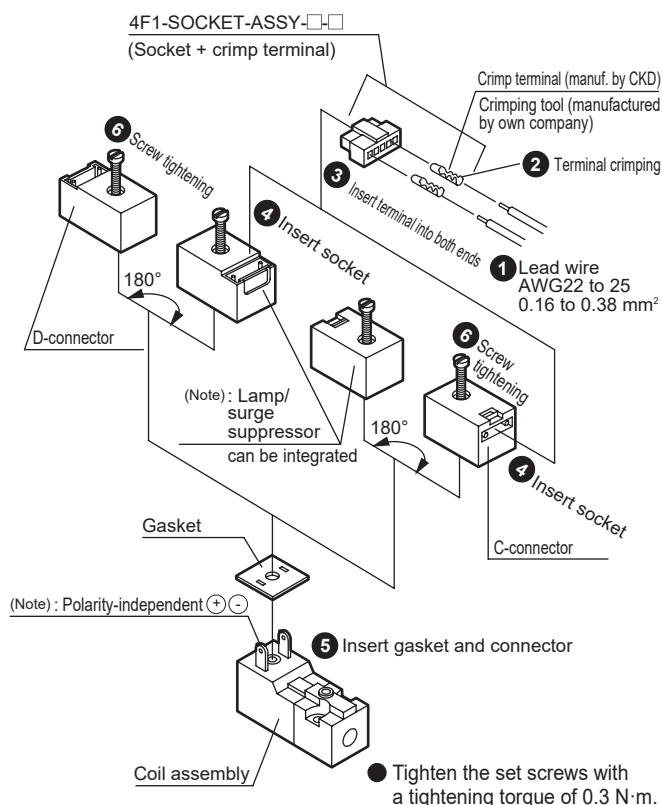 4F1-SOCKET-ASSY-□-□
(Socket + crimp terminal)
Crimp terminal (manuf. by CKD)
Crimping tool (manufactured
by own company)
2 Terminal crimping
6 Screw tightening
3 Insert terminal into both ends
4 Insert socket
1 Lead wire
AWG22 to 25
0.16 to 0.38 mm²
180°
D-connector
6 Screw
tightening
(Note) : Lamp/
surge
suppressor
can be integrated
180°
4 Insert socket
C-connector
Gasket
(Note) : Polarity-independent + -
5 Insert gasket and connector
Coil assembly
● Tighten the set screws with
a tightening torque of 0.3 N·m.